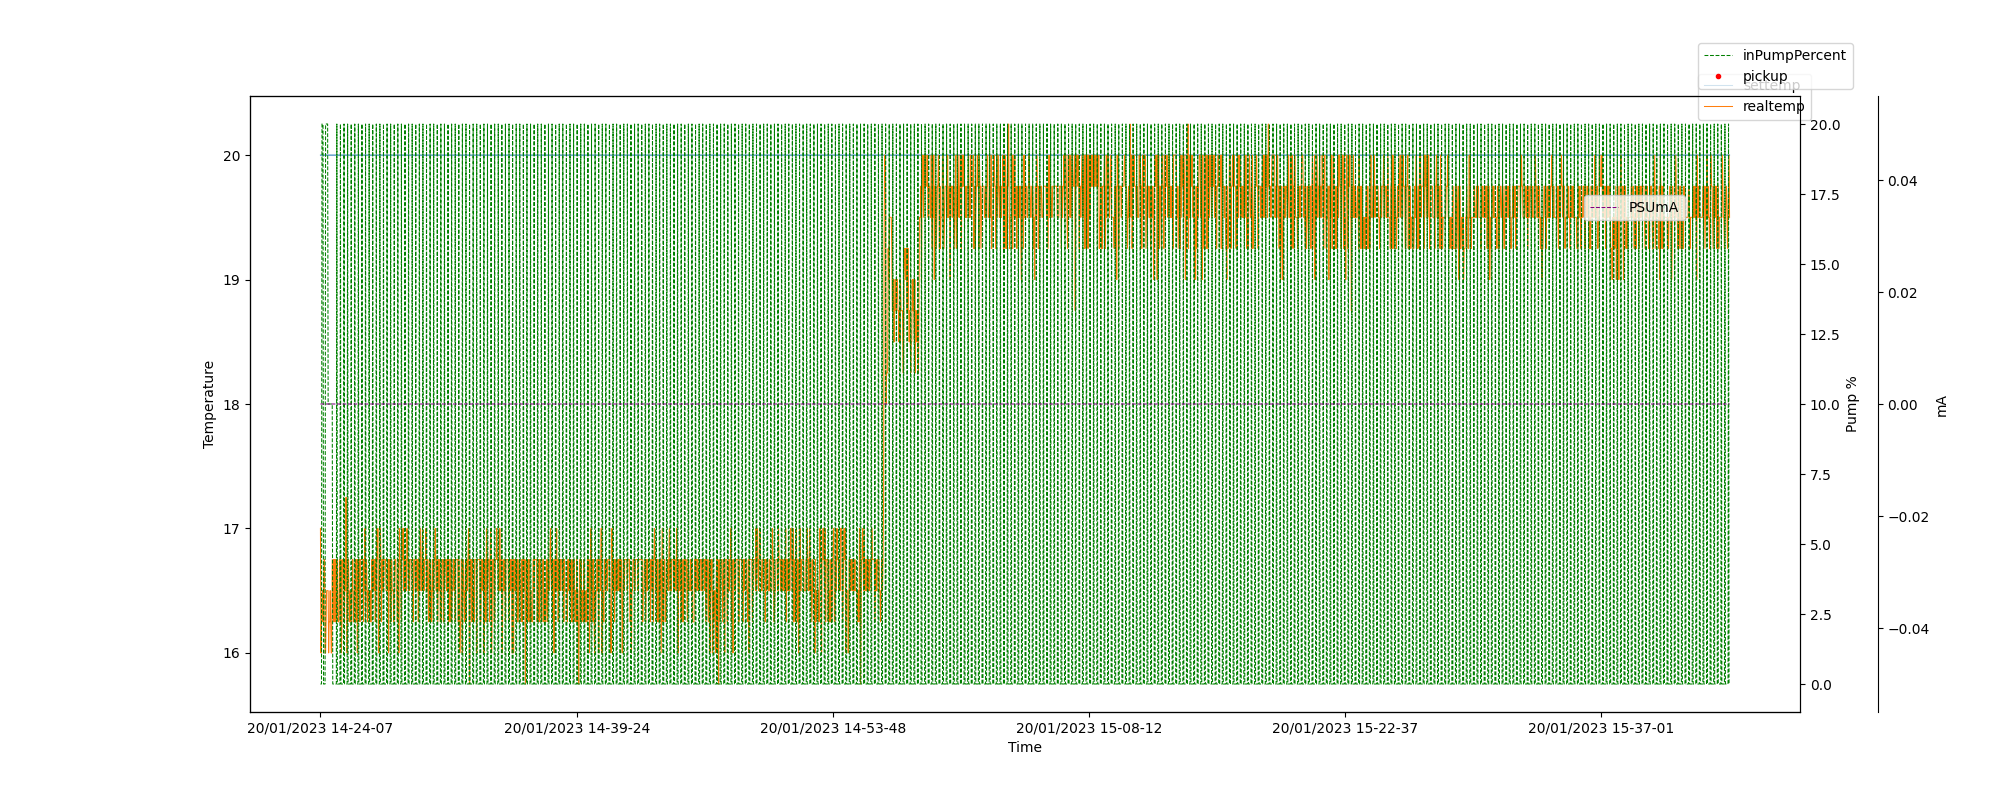 inPumpPercent
pickup
settemp
realtemp
PSUmA
20
19
18
17
16
Temperature
20.0
17.5
15.0
12.5
10.0
7.5
5.0
2.5
0.0
Pump %
0.04
0.02
0.00
−0.02
−0.04
mA
20/01/2023 14-24-07 20/01/2023 14-39-24 20/01/2023 14-53-48 20/01/2023 15-08-12 20/01/2023 15-22-37 20/01/2023 15-37-01
Time